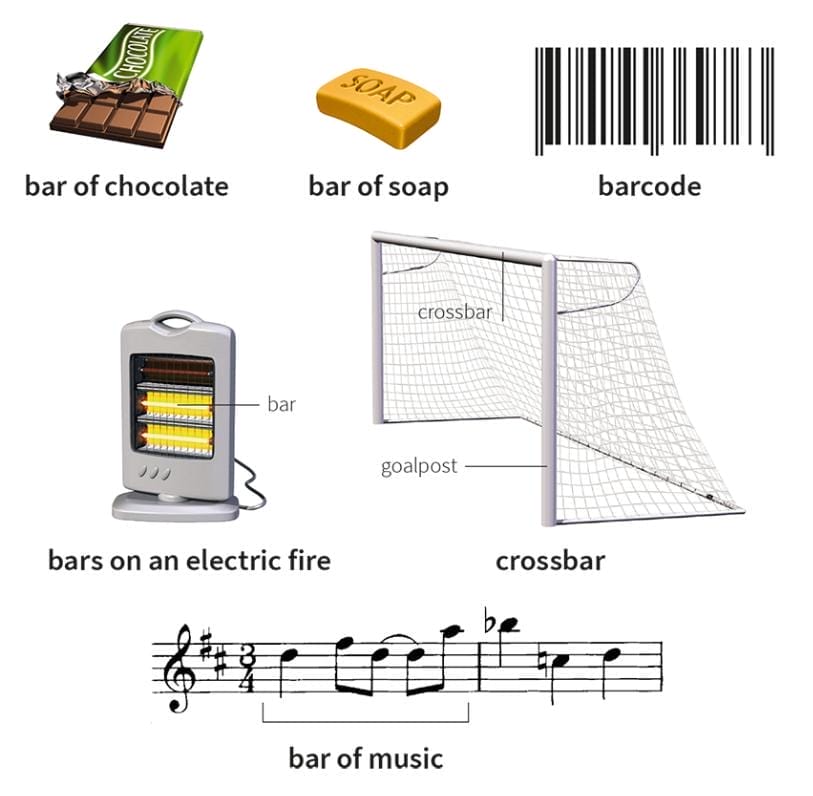 CHOCOLATE
SOAP
bar of chocolate
bar of soap
barcode
crossbar
bar
goalpost
bars on an electric fire
crossbar
3
4
bar of music